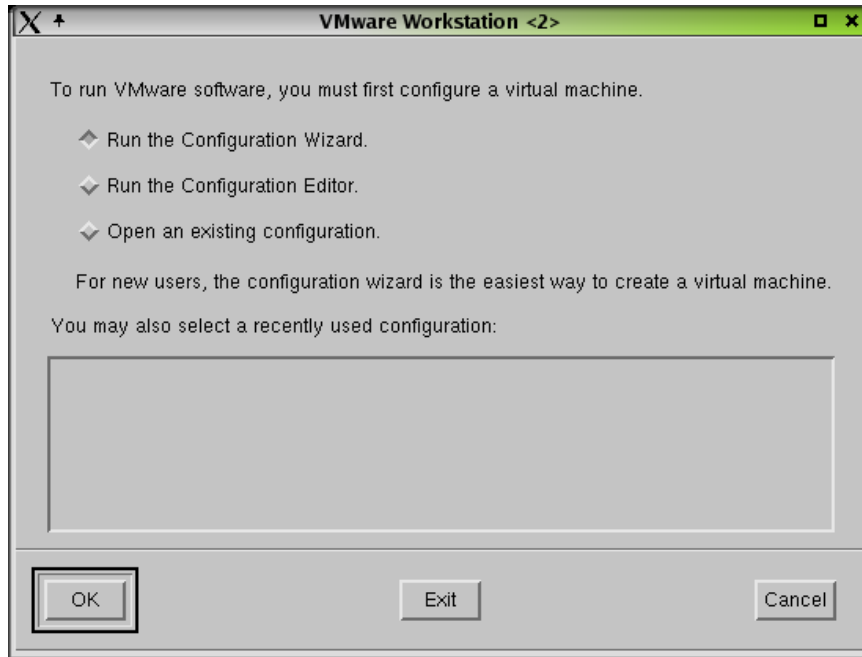 VMware Workstation <2>
To run VMware software, you must first configure a virtual machine.
Run the Configuration Wizard.
Run the Configuration Editor.
Open an existing configuration.
For new users, the configuration wizard is the easiest way to create a virtual machine.
You may also select a recently used configuration:
OK
Exit
Cancel